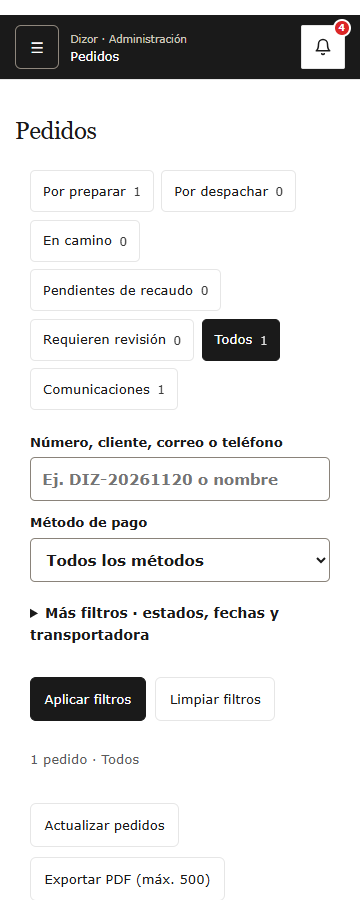 ☰
Dizor · Administración
Pedidos
4
Pedidos
Por preparar 1
Por despachar 0
En camino 0
Pendientes de recaudo 0
Requieren revisión 0
Todos 1
Comunicaciones 1
Número, cliente, correo o teléfono
Ej. DIZ-20261120 o nombre
Método de pago
Todos los métodos
Más filtros · estados, fechas y
transportadora
Aplicar filtros
Limpiar filtros
1 pedido · Todos
Actualizar pedidos
Exportar PDF (máx. 500)